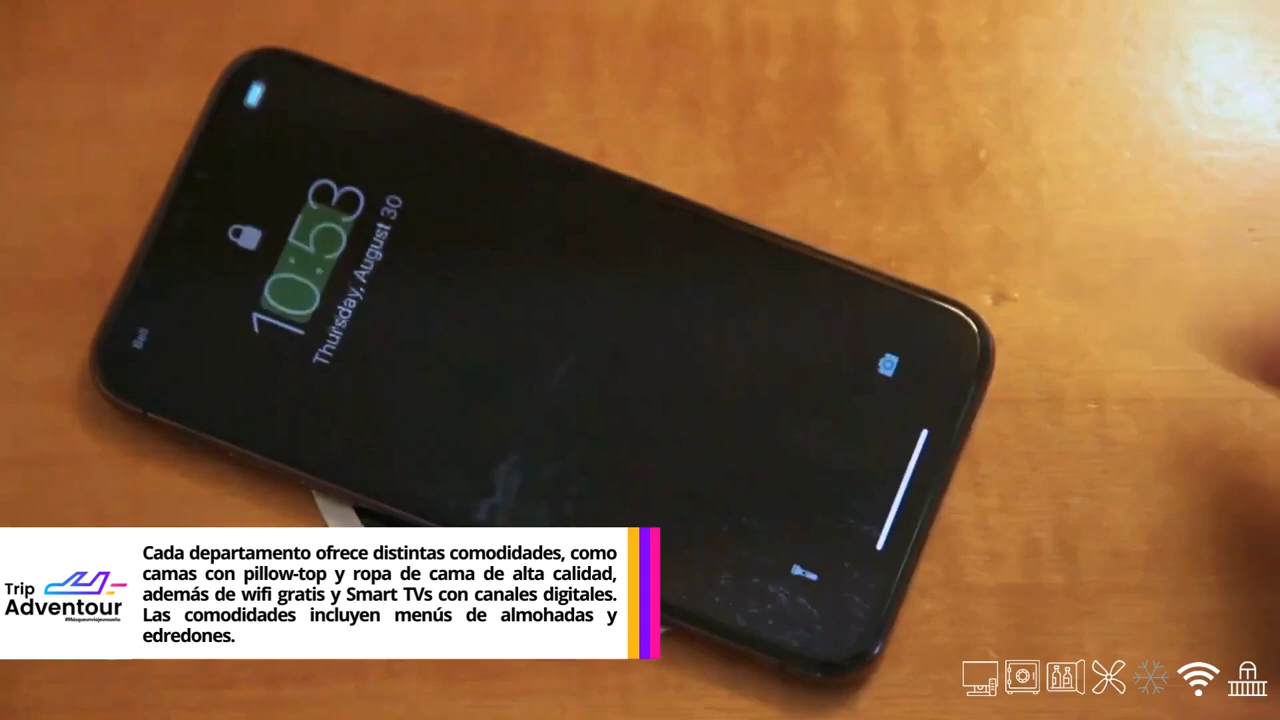 Bell
10:53
Thursday, August 30
Trip
Adventour
#Másqueunviajeunsueño
Cada departamento ofrece distintas comodidades, como
camas con pillow-top y ropa de cama de alta calidad,
además de wifi gratis y Smart TVs con canales digitales.
Las comodidades incluyen menús de almohadas y
edredones.